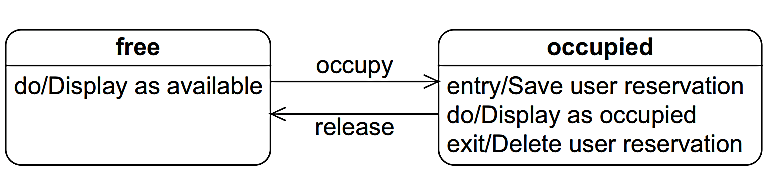 free
do/Display as available
occupy
release
occupied
entry/Save user reservation
do/Display as occupied
exit/Delete user reservation